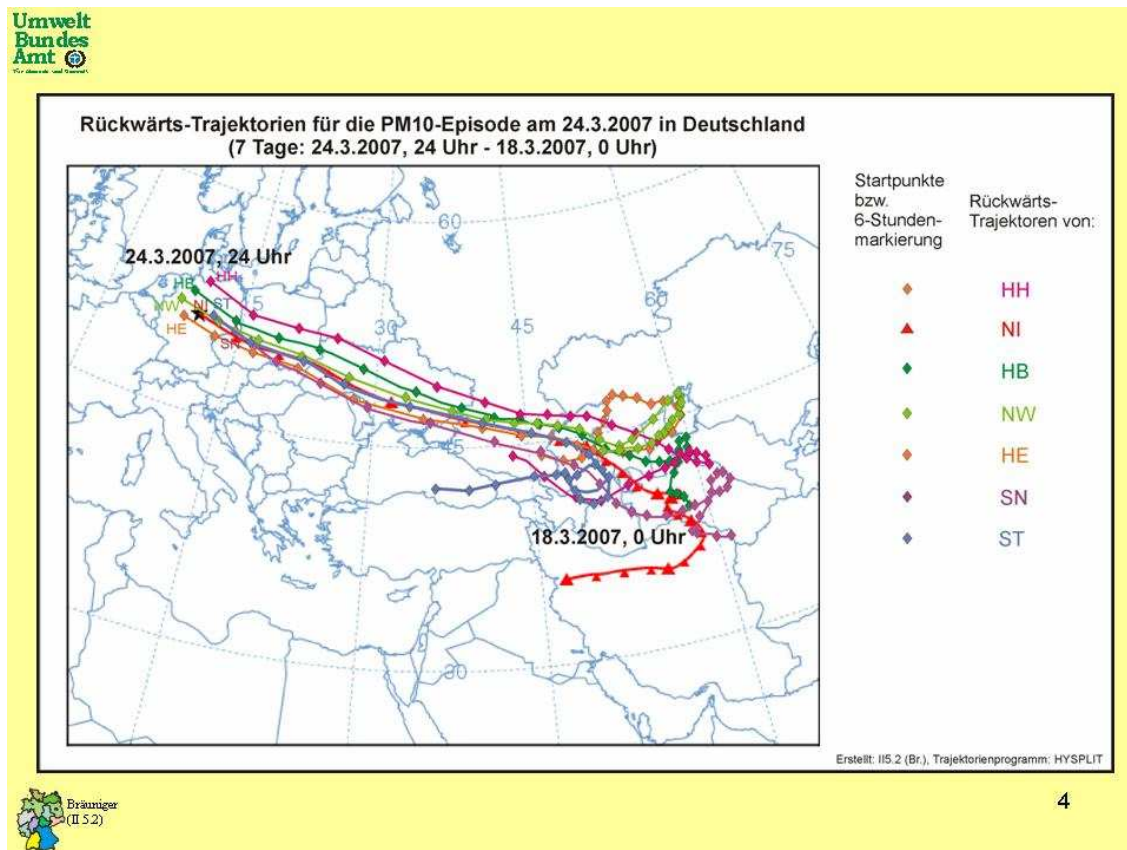 Umwelt
Bundes
Amt
Für Mensch und Umwelt
Rückwärts-Trajektorien für die PM10-Episode am 24.3.2007 in Deutschland
(7 Tage: 24.3.2007, 24 Uhr - 18.3.2007, 0 Uhr)
60
75
24.3.2007, 24 Uhr
HB
HH
NW
NI
ST
15
HE
SN
30
45
60
45
18.3.2007, 0 Uhr
30
Startpunkte
bzw.
6-Stunden-
markierung
Rückwärts-
Trajektoren von:
HH
NI
HB
NW
HE
SN
ST
Erstellt: II5.2 (Br.), Trajektorienprogramm: HYSPLIT
Bräuniger
(II 5.2)
4